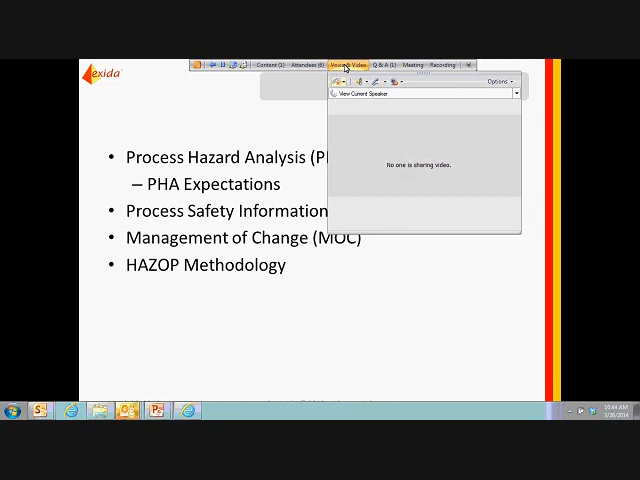 exida
Content (1) Attendees (6) Voice & Video Q & A (1) Meeting Recording
Options
View Current Speaker
No one is sharing video.
• Process Hazard Analysis (P
– PHA Expectations
• Process Safety Information
• Management of Change (MOC)
• HAZOP Methodology
10:44 AM
3/26/2014